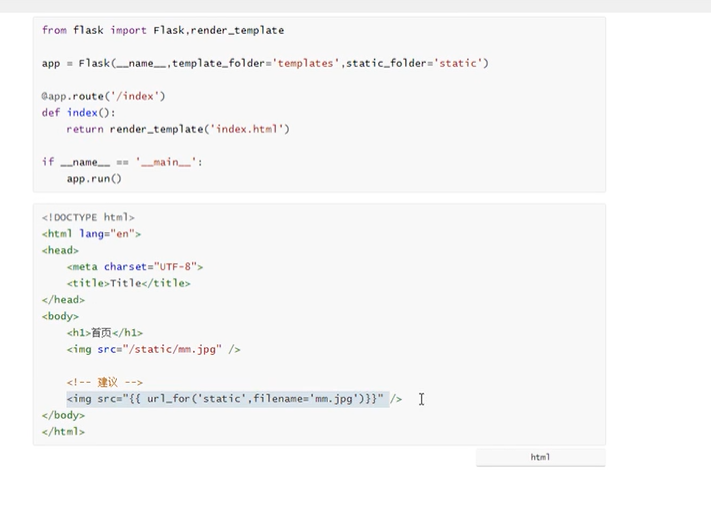 from flask import Flask,render_template
app = Flask(__name__,template_folder='templates',static_folder='static')
@app.route('/index')
def index():
    return render_template('index.html')
if __name__ == '__main__':
    app.run()
<!DOCTYPE html>
<html lang="en">
<head>
    <meta charset="UTF-8">
    <title>Title</title>
</head>
<body>
    <h1>首页</h1>
    <img src="/static/mm.jpg" />
    <!-- 建议 -->
    <img src="{{ url_for('static',filename='mm.jpg')}}" />
</body>
</html>
html